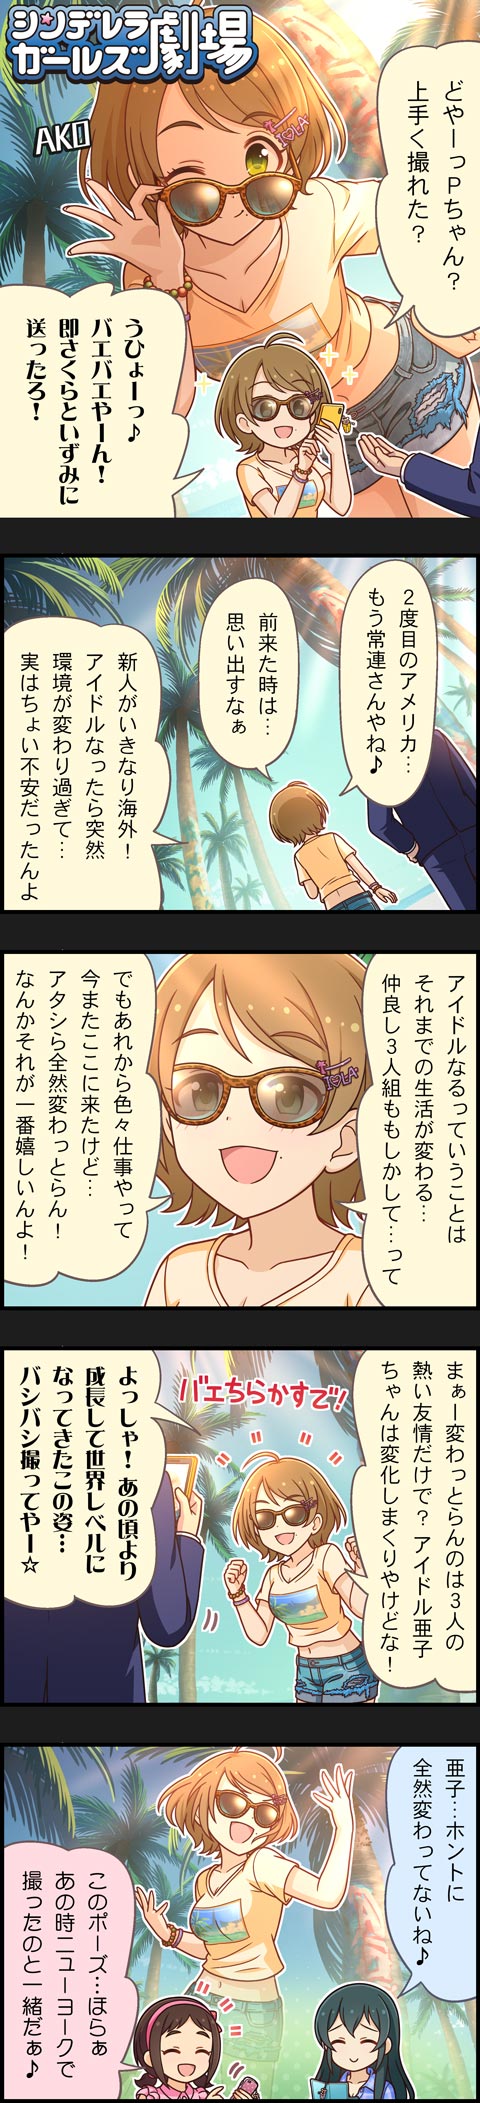 シンデレラ
ガールズ劇場
AKO
I♡LA
どやーっPちゃん？
上手く撮れた？
うひょーっ♪
バエバエやーん！
即さくらといずみに
送ったろ！
2度目のアメリカ…
もう常連さんやね♪
前来た時は…
思い出すなぁ
新人がいきなり海外！
アイドルなったら突然
環境が変わり過ぎて…
実はちょい不安だったんよ
アイドルなるっていうことは
それまでの生活が変わる…
仲良し3人組ももしかして…って
I♡LA
でもあれから色々仕事やって
今またここに来たけど…
アタシら全然変わっとらん！
なんかそれが一番嬉しいんよ！
まぁー変わっとらんのは3人の
熱い友情だけで？アイドル亜子
ちゃんは変化しまくりやけどな！
バエちらかすで！
よっしゃ！あの頃より
成長して世界レベルに
なってきたこの姿…
バシバシ撮ってやー☆
亜子…ホントに
全然変わってないね♪
このポーズ…ほらぁ
あの時ニューヨークで
撮ったのと一緒だぁ♪